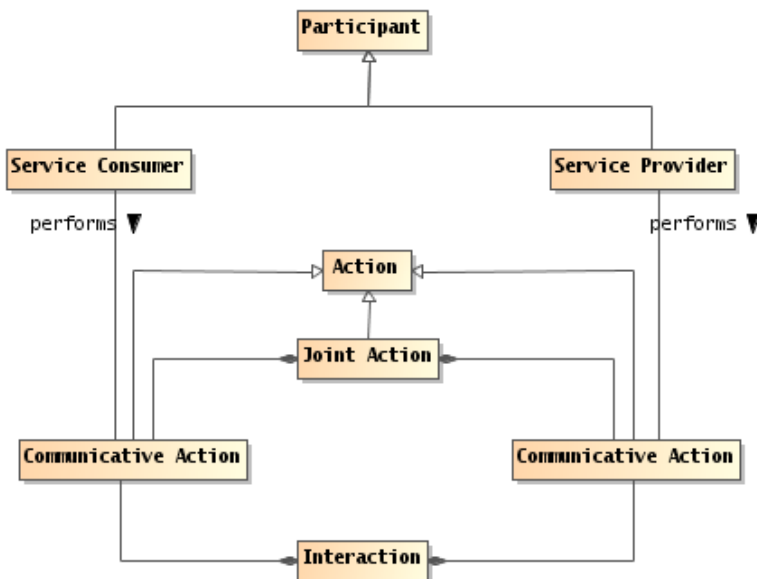 Participant
Service Consumer
Service Provider
performs
performs
Action
Joint Action
Communicative Action
Communicative Action
Interaction